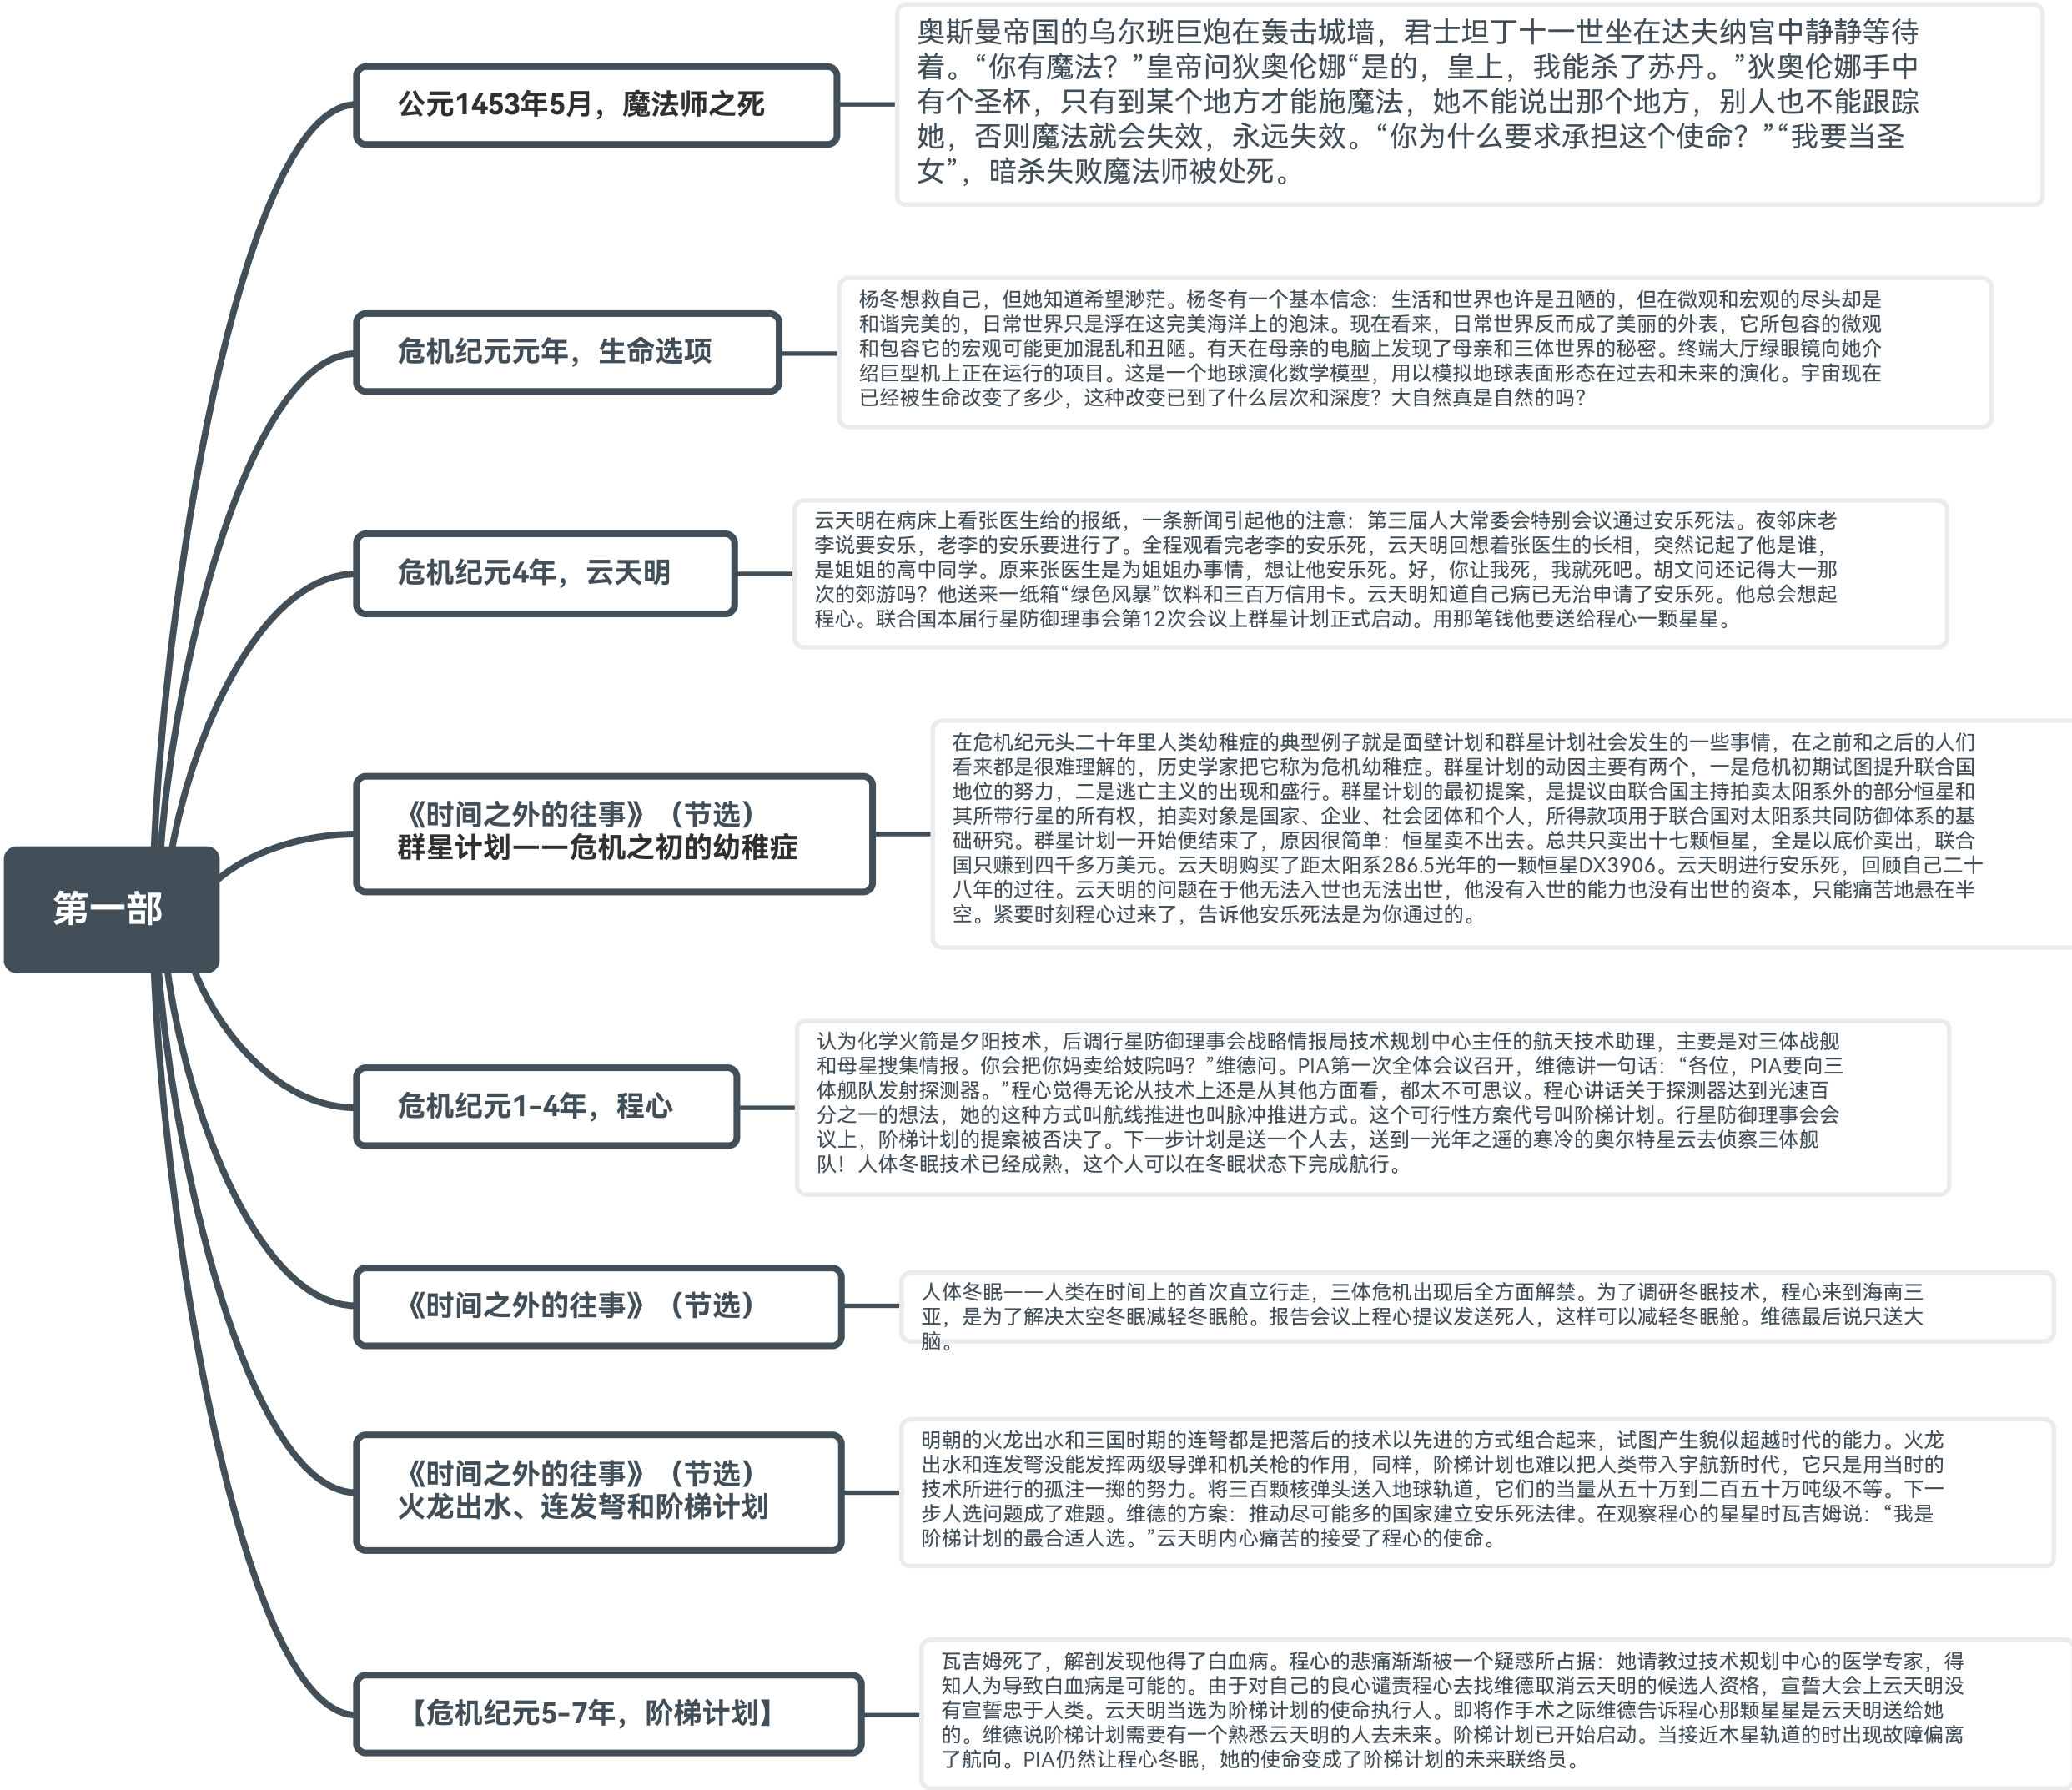 第一部
公元1453年5月，魔法师之死
奥斯曼帝国的乌尔班巨炮在轰击城墙，君士坦丁十一世坐在达夫纳宫中静静等待
着。“你有魔法？”皇帝问狄奥伦娜“是的，皇上，我能杀了苏丹。”狄奥伦娜手中
有个圣杯，只有到某个地方才能施魔法，她不能说出那个地方，别人也不能跟踪
她，否则魔法就会失效，永远失效。“你为什么要求承担这个使命？”“我要当圣
女”，暗杀失败魔法师被处死。
危机纪元元年，生命选项
杨冬想救自己，但她知道希望渺茫。杨冬有一个基本信念：生活和世界也许是丑陋的，但在微观和宏观的尽头却是
和谐完美的，日常世界只是浮在这完美海洋上的泡沫。现在看来，日常世界反而成了美丽的外表，它所包容的微观
和包容它的宏观可能更加混乱和丑陋。有天在母亲的电脑上发现了母亲和三体世界的秘密。终端大厅绿眼镜向她介
绍巨型机上正在运行的项目。这是一个地球演化数学模型，用以模拟地球表面形态在过去和未来的演化。宇宙现在
已经被生命改变了多少，这种改变已到了什么层次和深度？大自然真是自然的吗？
危机纪元4年，云天明
云天明在病床上看张医生给的报纸，一条新闻引起他的注意：第三届人大常委会特别会议通过安乐死法。夜邻床老
李说要安乐，老李的安乐要进行了。全程观看完老李的安乐死，云天明回想着张医生的长相，突然记起了他是谁，
是姐姐的高中同学。原来张医生是为姐姐办事情，想让他安乐死。好，你让我死，我就死吧。胡文问还记得大一那
次的郊游吗？他送来一纸箱“绿色风暴”饮料和三百万信用卡。云天明知道自己病已无治申请了安乐死。他总会想起
程心。联合国本届行星防御理事会第12次会议上群星计划正式启动。用那笔钱他要送给程心一颗星星。
《时间之外的往事》（节选）
群星计划——危机之初的幼稚症
在危机纪元头二十年里人类幼稚症的典型例子就是面壁计划和群星计划社会发生的一些事情，在之前和之后的人们
看来都是很难理解的，历史学家把它称为危机幼稚症。群星计划的动因主要有两个，一是危机初期试图提升联合国
地位的努力，二是逃亡主义的出现和盛行。群星计划的最初提案，是提议由联合国主持拍卖太阳系外的部分恒星和
其所带行星的所有权，拍卖对象是国家、企业、社会团体和个人，所得款项用于联合国对太阳系共同防御体系的基
础研究。群星计划一开始便结束了，原因很简单：恒星卖不出去。总共只卖出十七颗恒星，全是以底价卖出，联合
国只赚到四千多万美元。云天明购买了距太阳系286.5光年的一颗恒星DX3906。云天明进行安乐死，回顾自己二十
八年的过往。云天明的问题在于他无法入世也无法出世，他没有入世的能力也没有出世的资本，只能痛苦地悬在半
空。紧要时刻程心过来了，告诉他安乐死法是为你通过的。
危机纪元1-4年，程心
认为化学火箭是夕阳技术，后调行星防御理事会战略情报局技术规划中心主任的航天技术助理，主要是对三体战舰
和母星搜集情报。你会把你妈卖给妓院吗？”维德问。PIA第一次全体会议召开，维德讲一句话：“各位，PIA要向三
体舰队发射探测器。”程心觉得无论从技术上还是从其他方面看，都太不可思议。程心讲话关于探测器达到光速百
分之一的想法，她的这种方式叫航线推进也叫脉冲推进方式。这个可行性方案代号叫阶梯计划。行星防御理事会会
议上，阶梯计划的提案被否决了。下一步计划是送一个人去，送到一光年之遥的寒冷的奥尔特星云去侦察三体舰
队！人体冬眠技术已经成熟，这个人可以在冬眠状态下完成航行。
《时间之外的往事》（节选）
人体冬眠——人类在时间上的首次直立行走，三体危机出现后全方面解禁。为了调研冬眠技术，程心来到海南三
亚，是为了解决太空冬眠减轻冬眠舱。报告会议上程心提议发送死人，这样可以减轻冬眠舱。维德最后说只送大
脑。
《时间之外的往事》（节选）
火龙出水、连发弩和阶梯计划
明朝的火龙出水和三国时期的连弩都是把落后的技术以先进的方式组合起来，试图产生貌似超越时代的能力。火龙
出水和连发弩没能发挥两级导弹和机关枪的作用，同样，阶梯计划也难以把人类带入宇航新时代，它只是用当时的
技术所进行的孤注一掷的努力。将三百颗核弹头送入地球轨道，它们的当量从五十万到二百五十万吨级不等。下一
步人选问题成了难题。维德的方案：推动尽可能多的国家建立安乐死法律。在观察程心的星星时瓦吉姆说：“我是
阶梯计划的最合适人选。”云天明内心痛苦的接受了程心的使命。
【危机纪元5-7年，阶梯计划】
瓦吉姆死了，解剖发现他得了白血病。程心的悲痛渐渐被一个疑惑所占据：她请教过技术规划中心的医学专家，得
知人为导致白血病是可能的。由于对自己的良心谴责程心去找维德取消云天明的候选人资格，宣誓大会上云天明没
有宣誓忠于人类。云天明当选为阶梯计划的使命执行人。即将作手术之际维德告诉程心那颗星星是云天明送给她
的。维德说阶梯计划需要有一个熟悉云天明的人去未来。阶梯计划已开始启动。当接近木星轨道的时出现故障偏离
了航向。PIA仍然让程心冬眠，她的使命变成了阶梯计划的未来联络员。